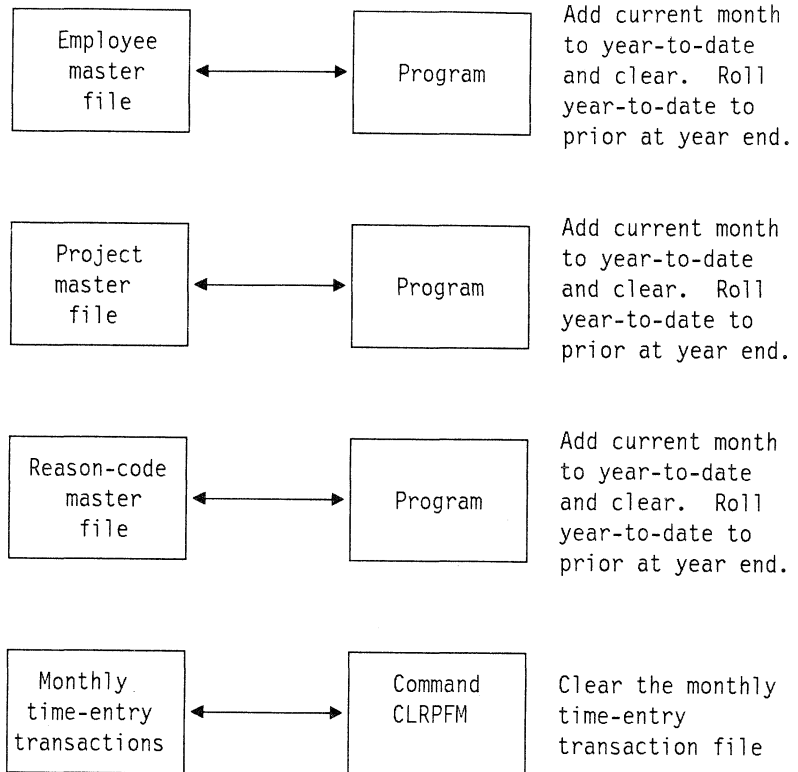 Employee
master
file
Program
Add current month
to year-to-date
and clear. Roll
year-to-date to
prior at year end.
Project
master
file
Program
Add current month
to year-to-date
and clear. Roll
year-to-date to
prior at year end.
Reason-code
master
file
Program
Add current month
to year-to-date
and clear. Roll
year-to-date to
prior at year end.
Monthly
time-entry
transactions
Command
CLRPFM
Clear the monthly
time-entry
transaction file